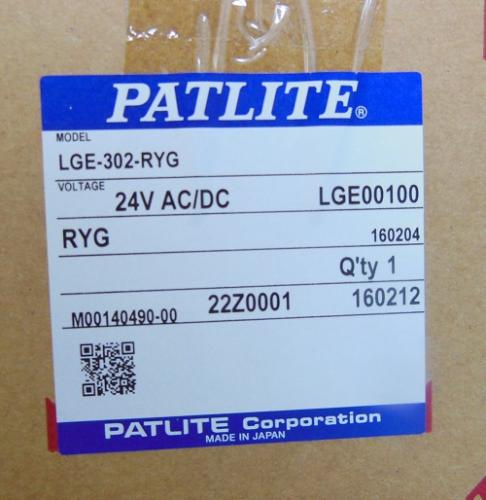 PATLITE®
MODEL
LGE-302-RYG
VOLTAGE 24V AC/DC LGE00100
RYG 160204
Q'ty 1
M00140490-00 22Z0001 160212
PATLITE Corporation
MADE IN JAPAN